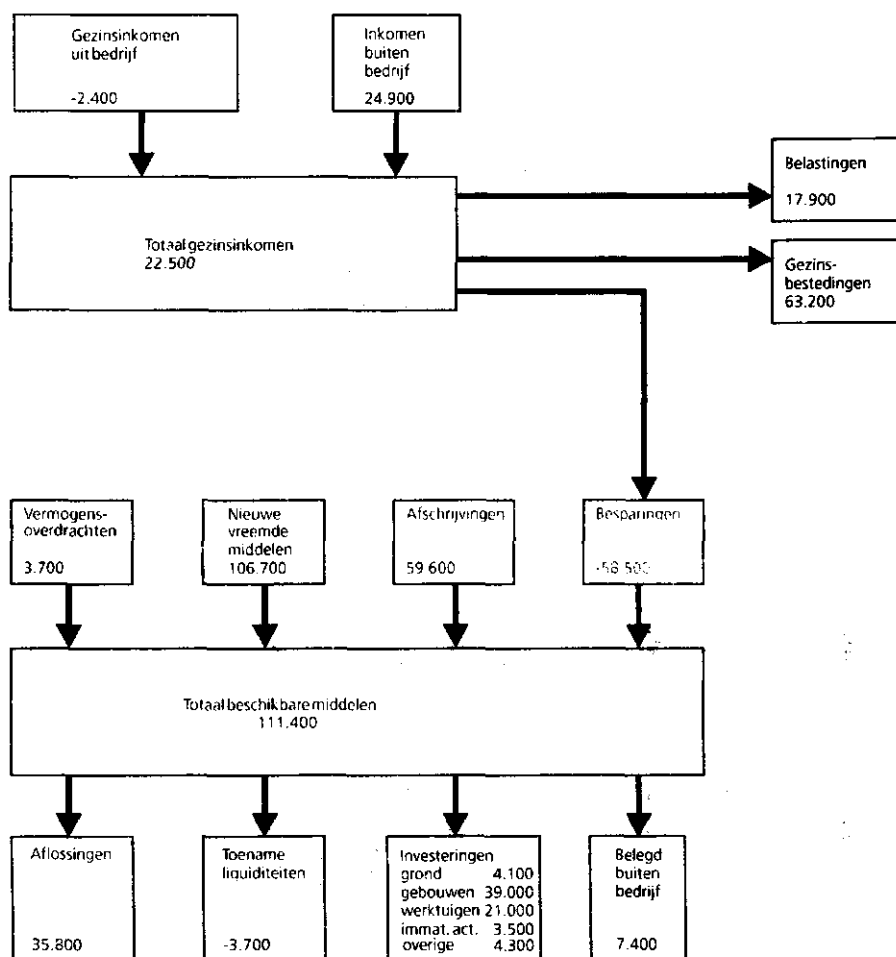 Gezinsinkomen
uit bedrijf
-2.400
Inkomen
buiten
bedrijf
24.900
Belastingen
17.900
Totaal gezinsinkomen
22.500
Gezins-
bestedingen
63.200
Vermogens-
overdrachten
3.700
Nieuwe
vreemde
middelen
106.700
Afschrijvingen
59.600
Besparingen
-58.500
Totaal beschikbare middelen
111.400
Aflossingen
35.800
Toename
liquiditeiten
-3.700
Investeringen
grond 4.100
gebouwen 39.000
werktuigen 21.000
immat. act. 3.500
overige 4.300
Belegd
buiten
bedrijf
7.400